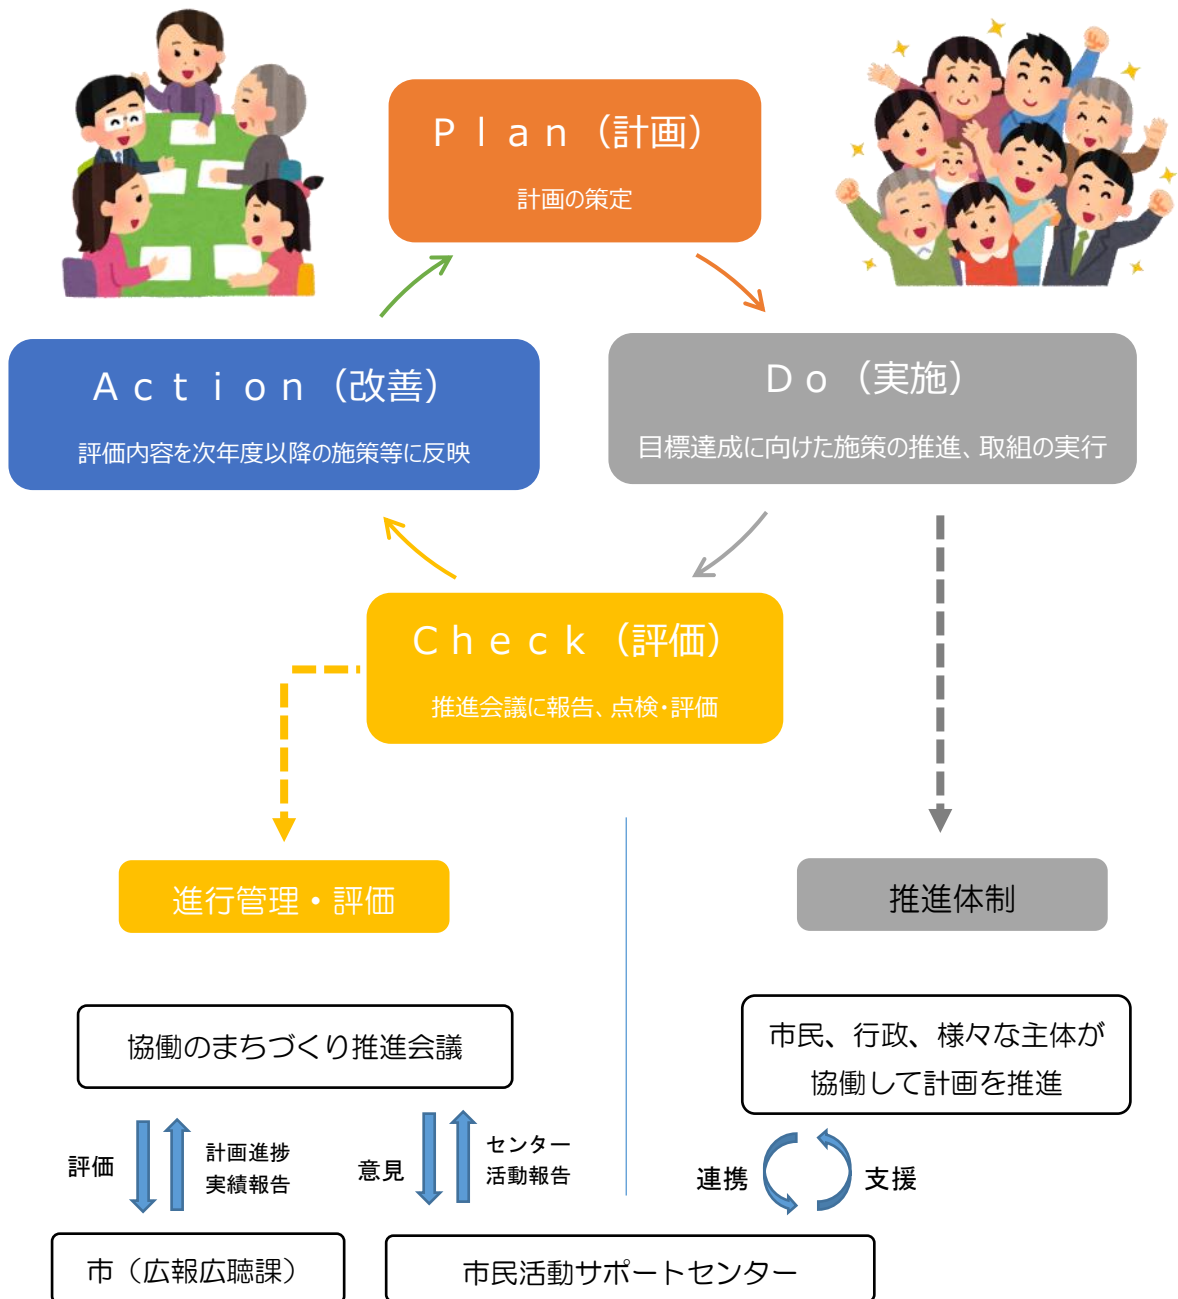 Ｐｌａｎ（計画）
計画の策定
Ａｃｔｉｏｎ（改善）
評価内容を次年度以降の施策等に反映
Ｄｏ（実施）
目標達成に向けた施策の推進、取組の実行
Ｃｈｅｃｋ（評価）
推進会議に報告、点検・評価
進行管理・評価
推進体制
協働のまちづくり推進会議
市民、行政、様々な主体が
協働して計画を推進
評価
計画進捗
実績報告
意見
センター
活動報告
連携
支援
市（広報広聴課）
市民活動サポートセンター